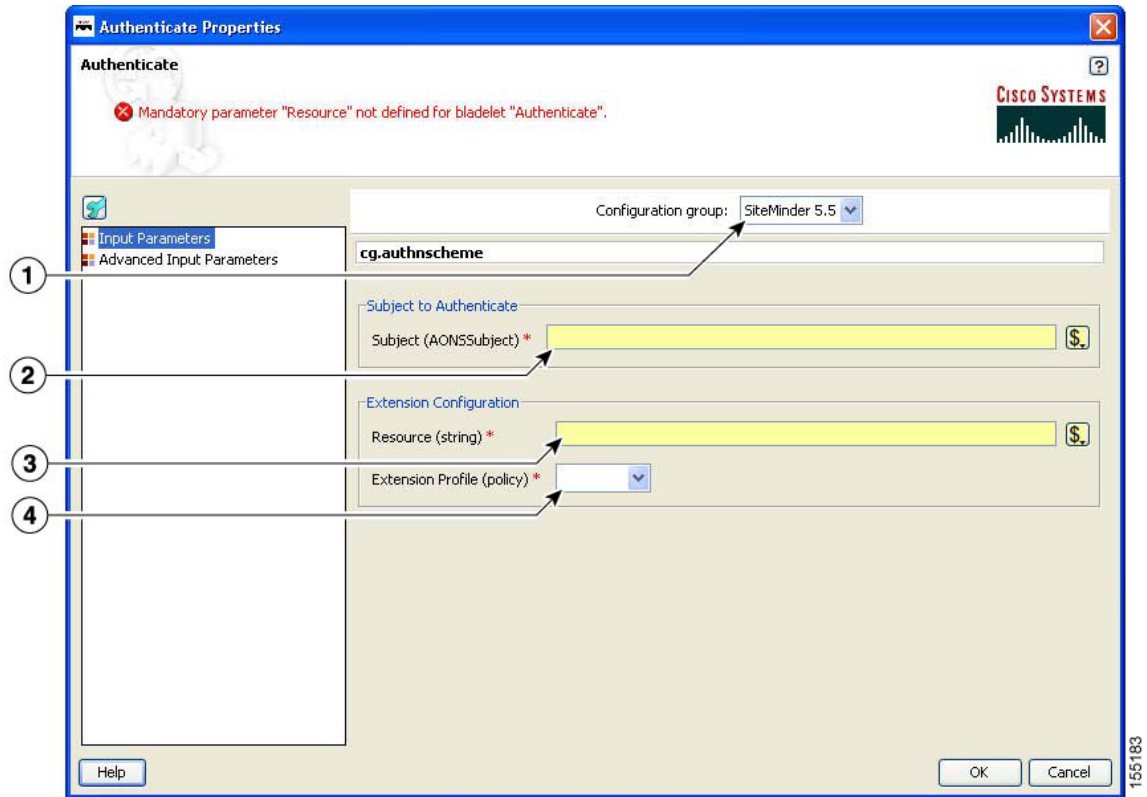 Authenticate Properties
Authenticate
?
Mandatory parameter "Resource" not defined for bladelet "Authenticate".
CISCO SYSTEMS
Configuration group: SiteMinder 5.5
Input Parameters
Advanced Input Parameters
cg.authnscheme
1
Subject to Authenticate
Subject (AONSSubject) *
$
2
Extension Configuration
Resource (string) *
$
3
Extension Profile (policy) *
4
Help
OK
Cancel
155183